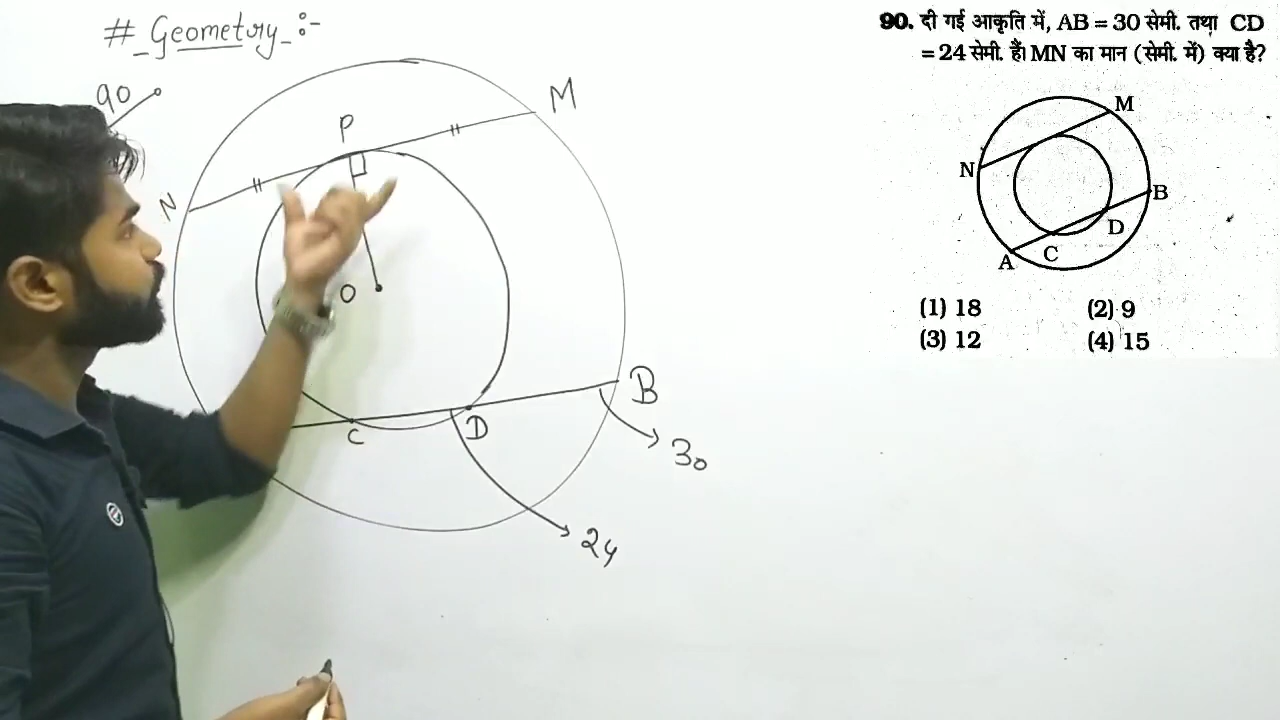 # Geometry :-
90
M
P
N
O
B
C
D
30
24
90. दी गई आकृति में, AB = 30 सेमी. तथा CD
= 24 सेमी. हैं। MN का मान (सेमी. में) क्या है?
M
N
B
D
C
A
(1) 18 (2) 9
(3) 12 (4) 15